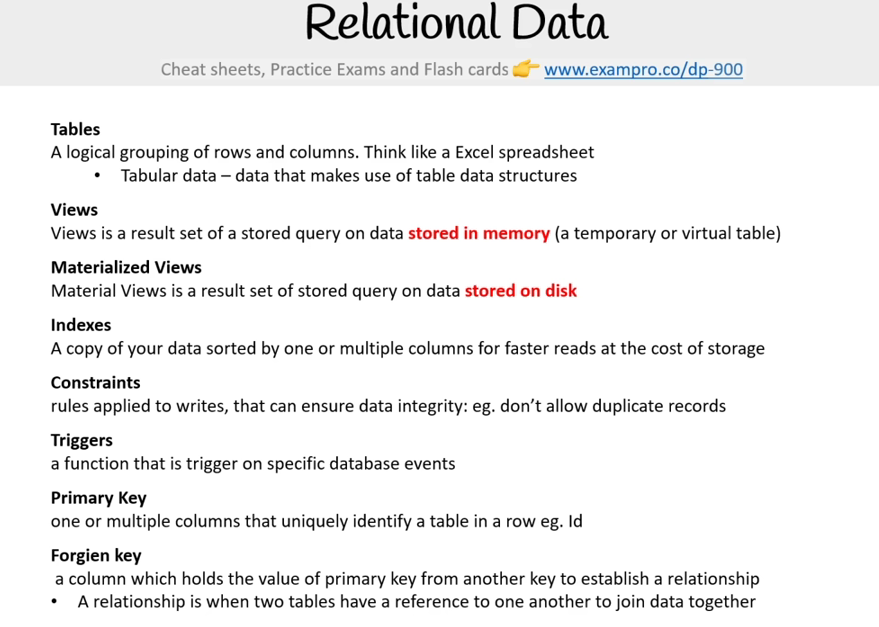 Relational Data
Cheat sheets, Practice Exams and Flash cards 👉 www.exampro.co/dp-900
Tables
A logical grouping of rows and columns. Think like a Excel spreadsheet
• Tabular data – data that makes use of table data structures
Views
Views is a result set of a stored query on data stored in memory (a temporary or virtual table)
Materialized Views
Material Views is a result set of stored query on data stored on disk
Indexes
A copy of your data sorted by one or multiple columns for faster reads at the cost of storage
Constraints
rules applied to writes, that can ensure data integrity: eg. don’t allow duplicate records
Triggers
a function that is trigger on specific database events
Primary Key
one or multiple columns that uniquely identify a table in a row eg. Id
Forgien key
a column which holds the value of primary key from another key to establish a relationship
• A relationship is when two tables have a reference to one another to join data together